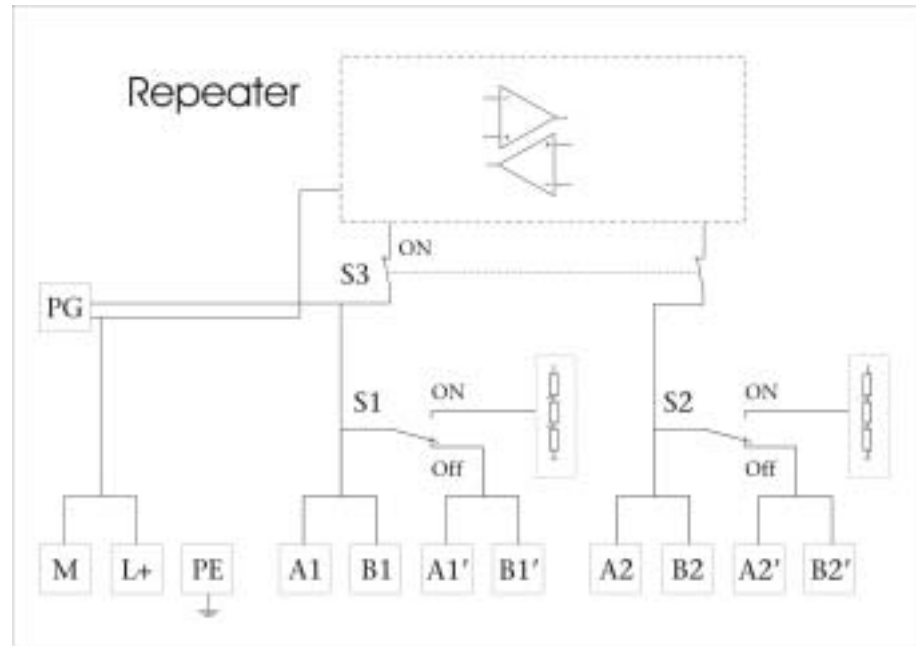 Repeater
ON
S3
PG
S1 ON S2 ON
Off Off
M L+ PE A1 B1 A1' B1' A2 B2 A2' B2'